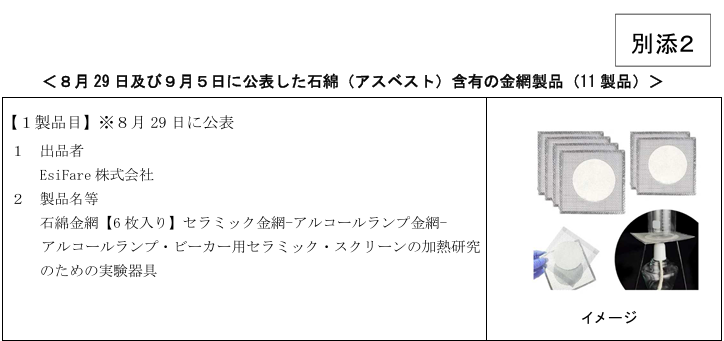 別添２
＜８月 29 日及び９月５日に公表した石綿（アスベスト）含有の金網製品（11 製品）＞
【１製品目】※８月 29 日に公表
１　出品者
EsiFare 株式会社
２　製品名等
石綿金網【6 枚入り】セラミック金網-アルコールランプ金網-
アルコールランプ・ビーカー用セラミック・スクリーンの加熱研究
のための実験器具
イメージ